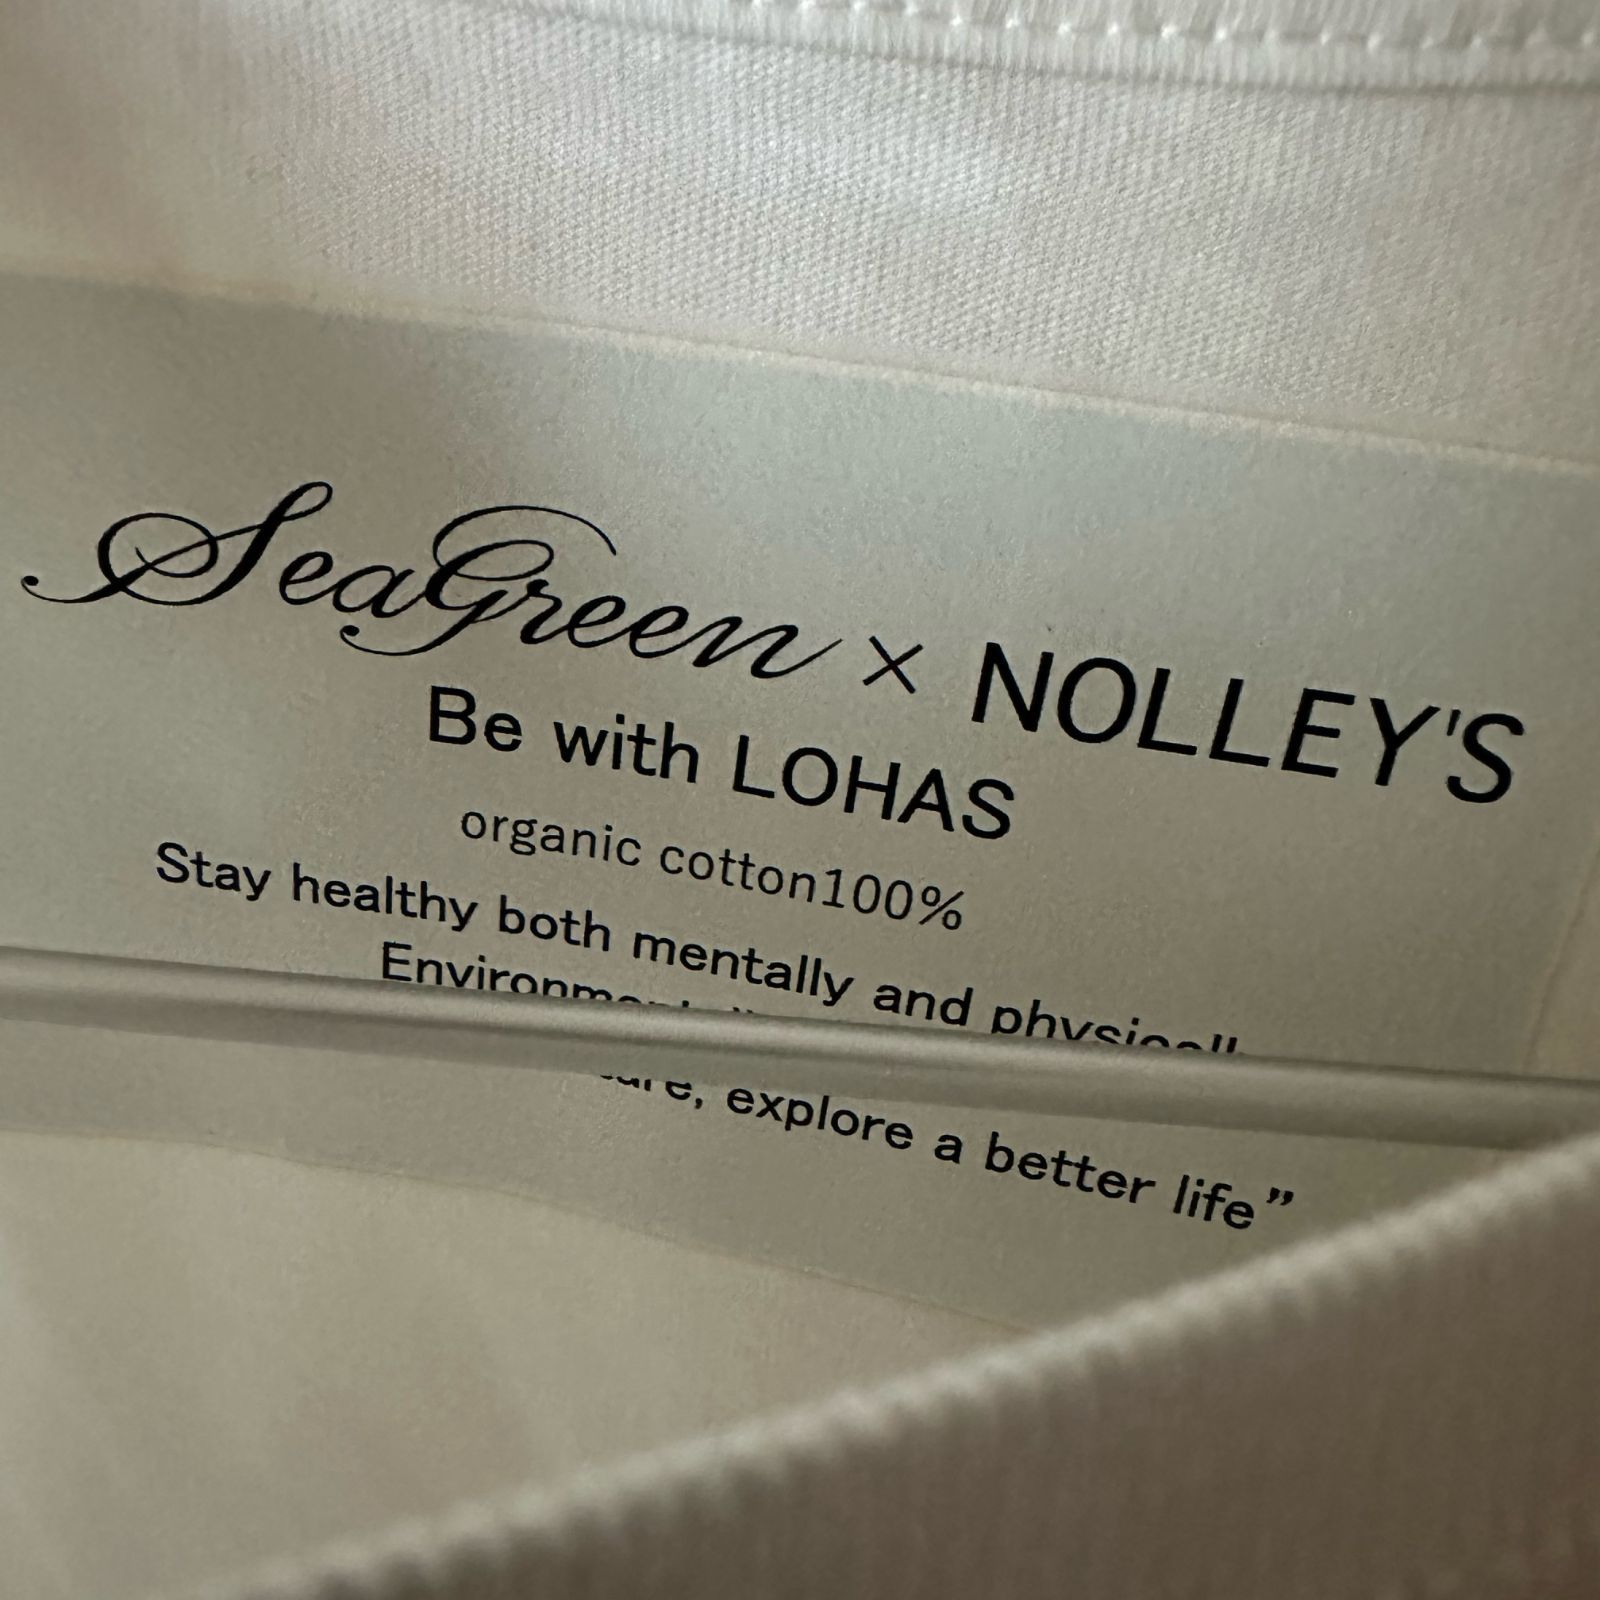 SeaGreen × NOLLEY'S
Be with LOHAS
organic cotton100%
Stay healthy both mentally and
explore a better life”